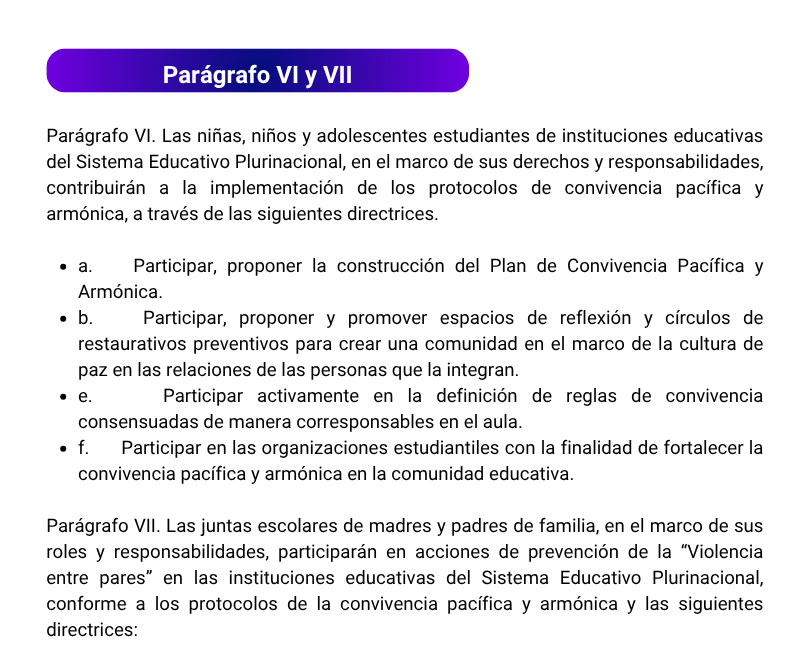 Parágrafo VI y VII
Parágrafo VI. Las niñas, niños y adolescentes estudiantes de instituciones educativas
del Sistema Educativo Plurinacional, en el marco de sus derechos y responsabilidades,
contribuirán a la implementación de los protocolos de convivencia pacífica y
armónica, a través de las siguientes directrices.
• a. Participar, proponer la construcción del Plan de Convivencia Pacífica y
Armónica.
• b. Participar, proponer y promover espacios de reflexión y círculos de
restaurativos preventivos para crear una comunidad en el marco de la cultura de
paz en las relaciones de las personas que la integran.
• e. Participar activamente en la definición de reglas de convivencia
consensuadas de manera corresponsables en el aula.
• f. Participar en las organizaciones estudiantiles con la finalidad de fortalecer la
convivencia pacífica y armónica en la comunidad educativa.
Parágrafo VII. Las juntas escolares de madres y padres de familia, en el marco de sus
roles y responsabilidades, participarán en acciones de prevención de la “Violencia
entre pares” en las instituciones educativas del Sistema Educativo Plurinacional,
conforme a los protocolos de la convivencia pacífica y armónica y las siguientes
directrices: